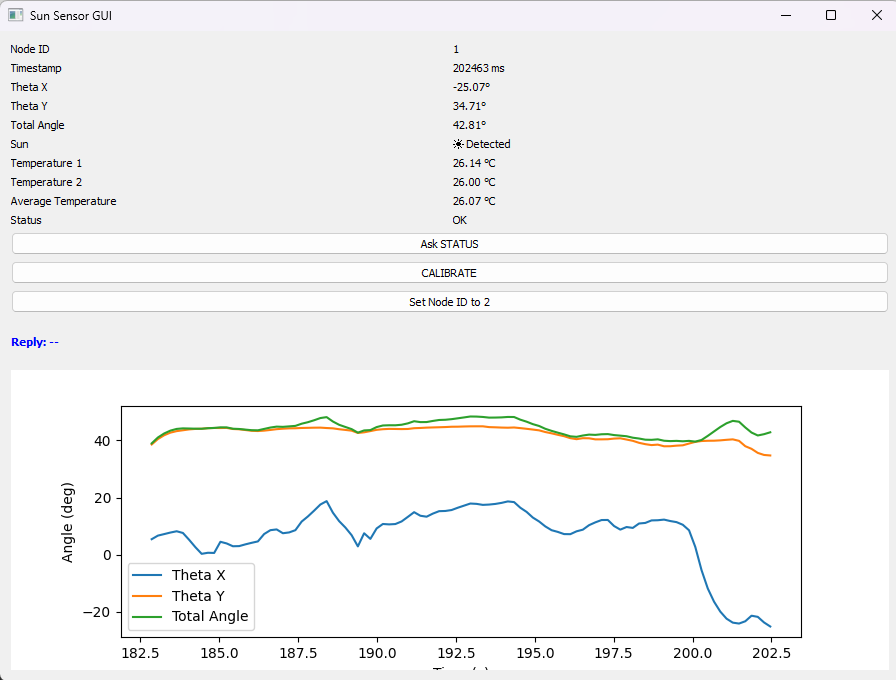 Sun Sensor GUI
Node ID 1
Timestamp 202463 ms
Theta X -25.07°
Theta Y 34.71°
Total Angle 42.81°
Sun ☀ Detected
Temperature 1 26.14 °C
Temperature 2 26.00 °C
Average Temperature 26.07 °C
Status OK
Ask STATUS
CALIBRATE
Set Node ID to 2
Reply: --
Angle (deg)
40
20
0
−20
Theta X
Theta Y
Total Angle
182.5 185.0 187.5 190.0 192.5 195.0 197.5 200.0 202.5